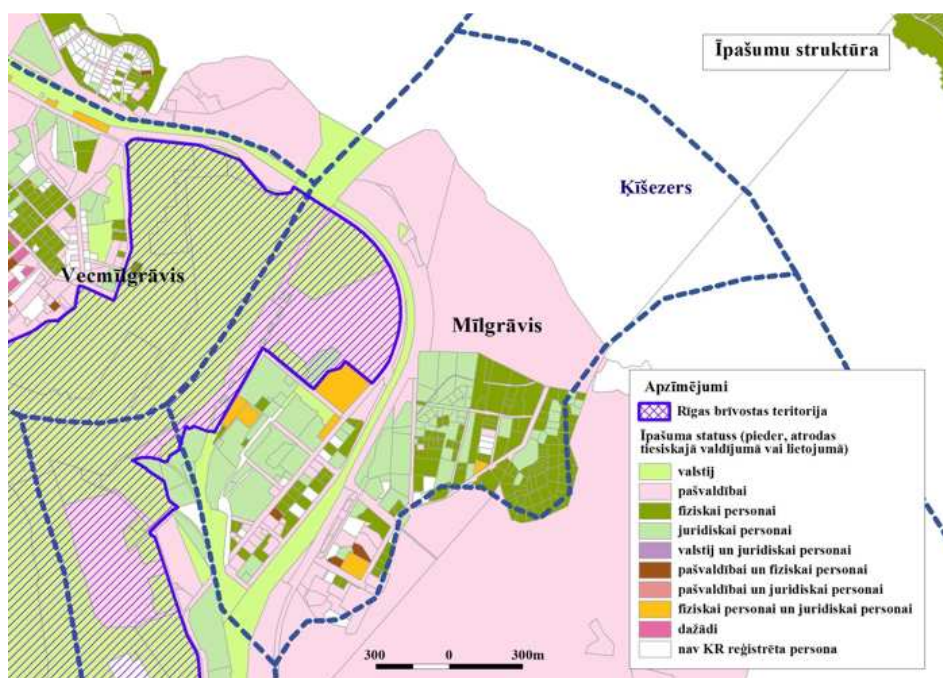 Īpašumu struktūra
Ķīšezers
Vecmīlgrāvis
Mīlgrāvis
Apzīmējumi
Rīgas brīvostas teritorija
Īpašuma statuss (pieder, atrodas
tiesiskajā valdījumā vai lietojumā)
valstij
pašvaldībai
fiziskai personai
juridiskai personai
valstij un juridiskai personai
pašvaldībai un fiziskai personai
pašvaldībai un juridiskai personai
fiziskai personai un juridiskai personai
dažādi
nav KR reģistrēta persona
300 0 300m